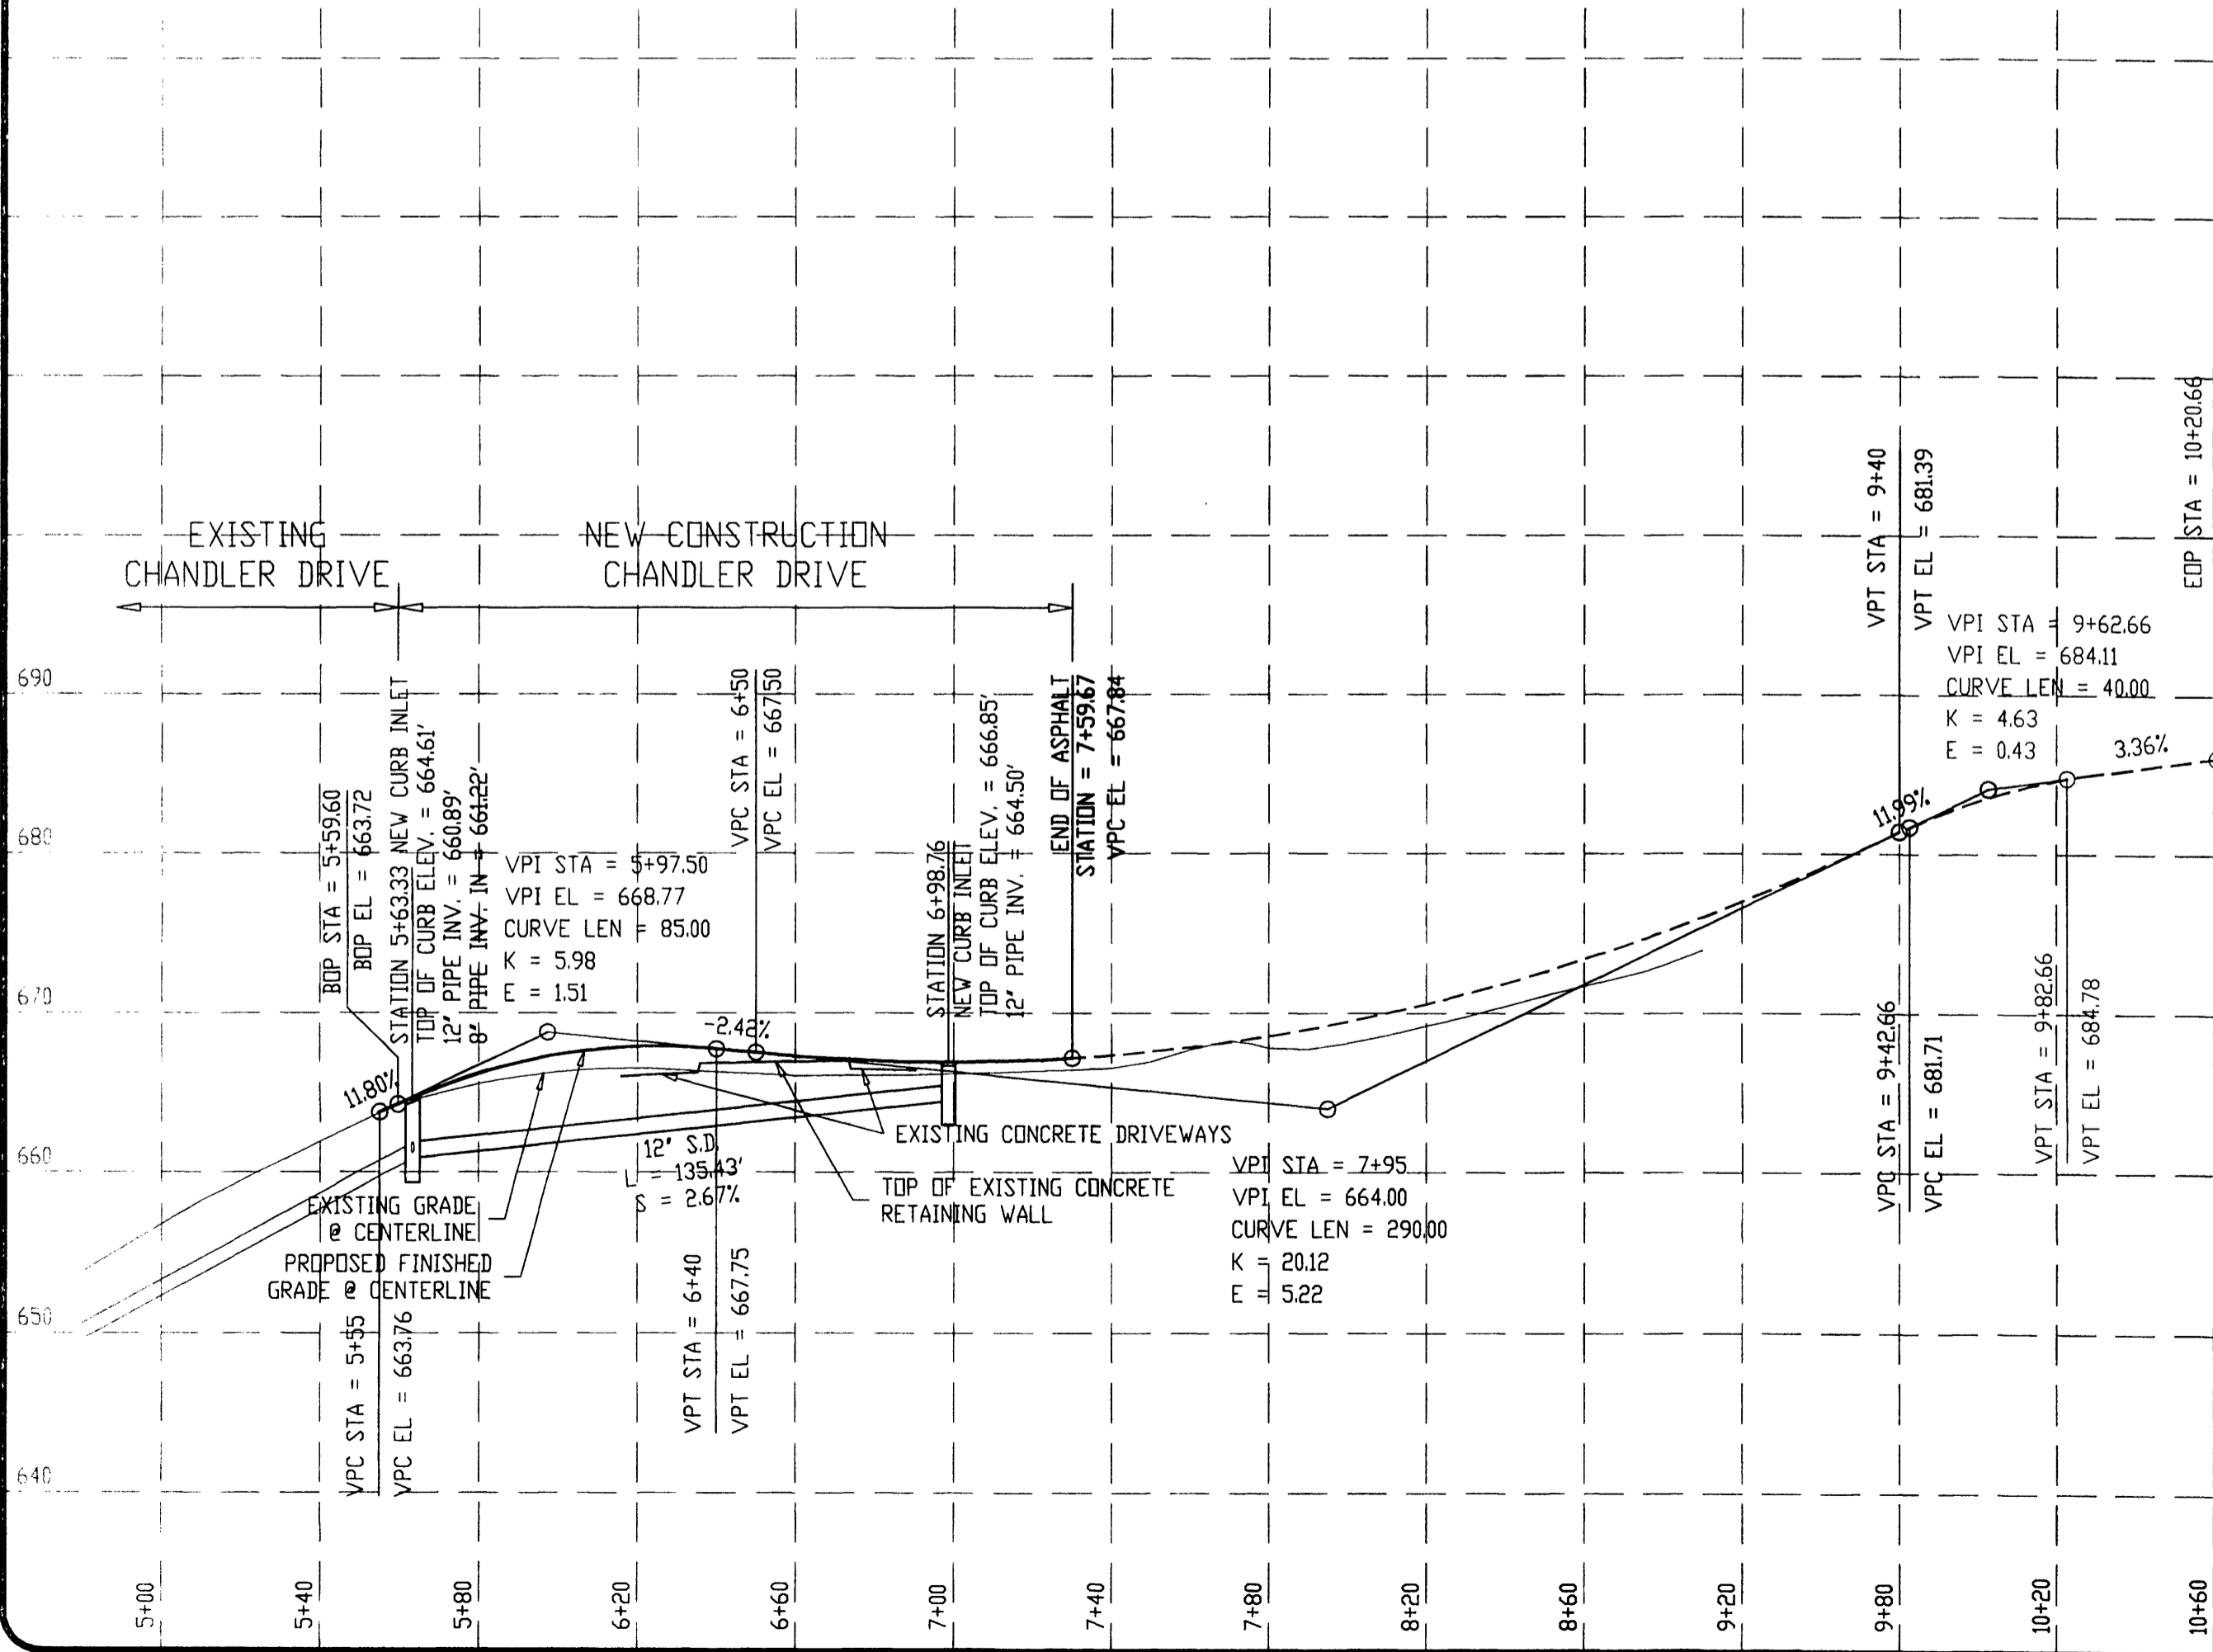 EXISTING
CHANDLER DRIVE
NEW CONSTRUCTION
CHANDLER DRIVE
EOP STA = 10+20.66
VPT STA = 9+40
VPT EL = 681.39
VPI STA = 9+62.66
VPI EL = 684.11
CURVE LEN = 40.00
K = 4.63
E = 0.43
3.36%
11.99%
690
680
670
660
650
640
BOP STA = 5+59.60
BOP EL = 663.72
STATION 5+63.33 NEW CURB INLET
TOP OF CURB ELEV. = 664.61'
12" PIPE INV. = 660.89'
8" PIPE INV. IN = 661.22'
VPI STA = 5+97.50
VPI EL = 668.77
CURVE LEN = 85.00
K = 5.98
E = 1.51
VPC STA = 6+50
VPC EL = 667.50
-2.42%
11.80%
STATION 6+98.76
NEW CURB INLET
TOP OF CURB ELEV. = 666.85'
12" PIPE INV. = 664.50'
END OF ASPHALT
STATION = 7+59.67
VPC EL = 667.84
12" S.D.
L = 135.43'
S = 2.67%
EXISTING CONCRETE DRIVEWAYS
TOP OF EXISTING CONCRETE
RETAINING WALL
EXISTING GRADE
@ CENTERLINE
PROPOSED FINISHED
GRADE @ CENTERLINE
VPC STA = 5+55
VPC EL = 663.76
VPT STA = 6+40
VPT EL = 667.75
VPI STA = 7+95
VPI EL = 664.00
CURVE LEN = 290.00
K = 20.12
E = 5.22
VPC STA = 9+42.66
VPC EL = 681.71
VPT STA = 9+82.66
VPT EL = 684.78
5+00
5+40
5+80
6+20
6+60
7+00
7+40
7+80
8+20
8+60
9+20
9+80
10+20
10+60